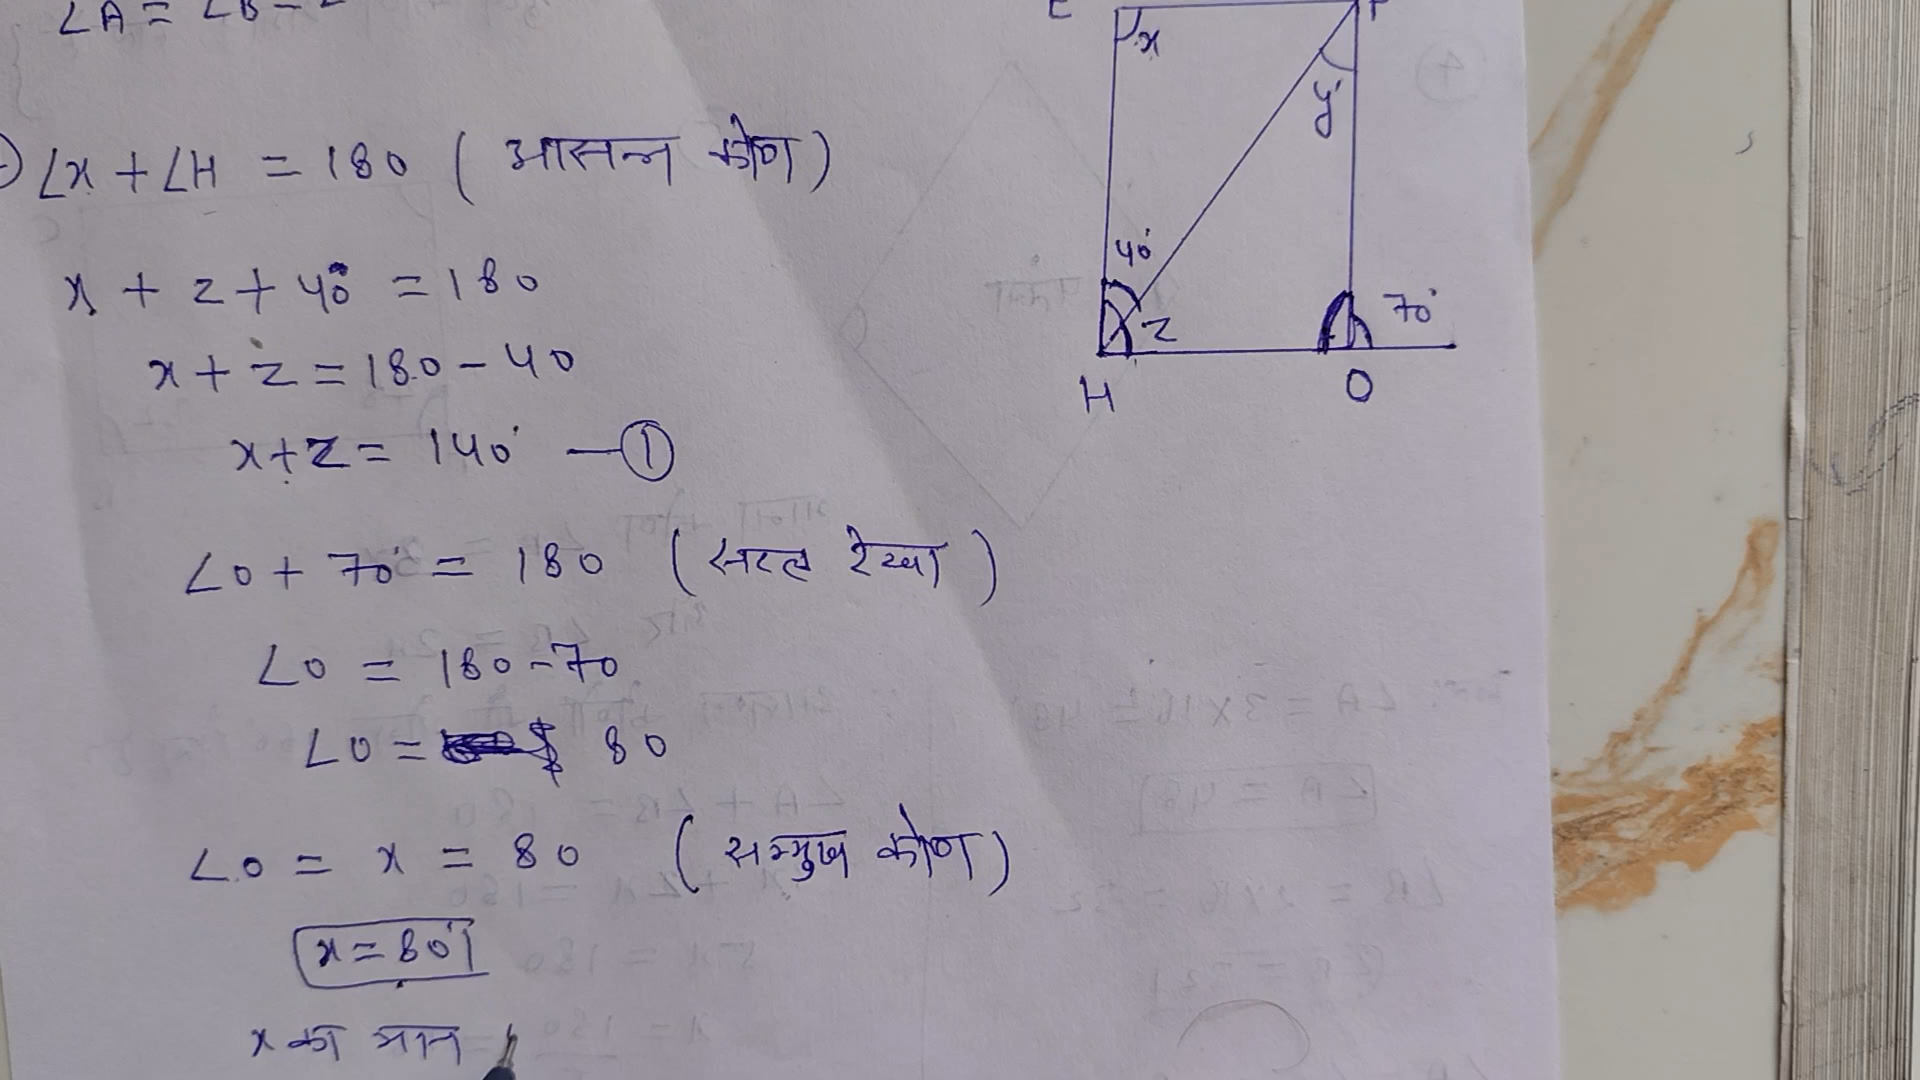 ∠A = ∠B
∠x + ∠H = 180 ( आसन्न कोण )
x + z + 40° = 180
x + z = 180 - 40
x + z = 140° — ①
∠O + 70° = 180 ( सरल रेखा )
∠O = 180 - 70
∠O = 80
∠O = x = 80 ( सम्मुख कोण )
x = 80°
x का मान
x
y
40°
z
70°
H
O